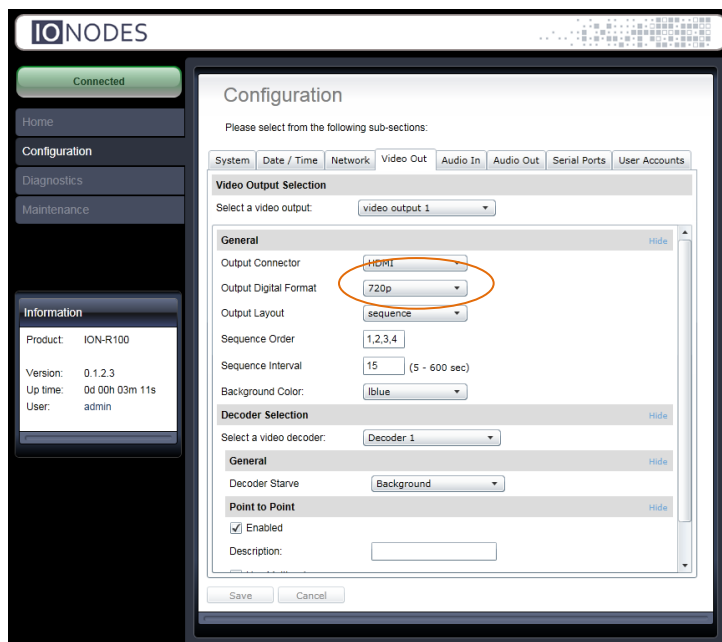 IONODES
Connected
Home
Configuration
Diagnostics
Maintenance
Information
Product: ION-R100
Version: 0.1.2.3
Up time: 0d 00h 03m 11s
User: admin
Configuration
Please select from the following sub-sections:
System Date / Time Network Video Out Audio In Audio Out Serial Ports User Accounts
Video Output Selection
Select a video output: video output 1
General Hide
Output Connector HDMI
Output Digital Format 720p
Output Layout sequence
Sequence Order 1,2,3,4
Sequence Interval 15 (5 - 600 sec)
Background Color: lblue
Decoder Selection Hide
Select a video decoder: Decoder 1
General Hide
Decoder Starve Background
Point to Point Hide
Enabled
Description:
Save Cancel